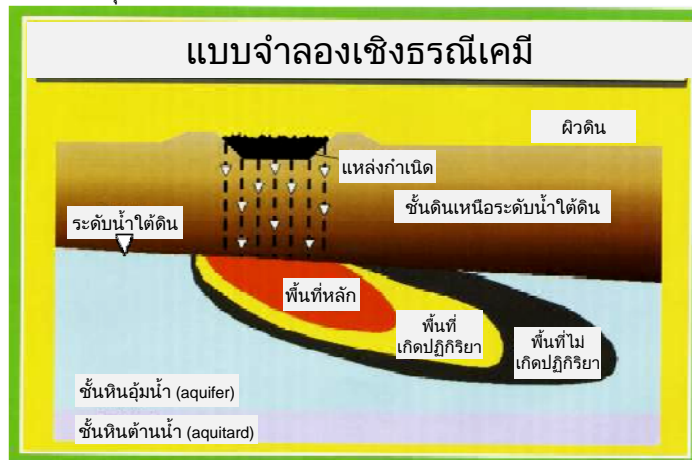 แบบจำลองเชิงธรณีเคมี
ผิวดิน
แหล่งกำเนิด
ชั้นดินเหนือระดับน้ำใต้ดิน
ระดับน้ำใต้ดิน
พื้นที่หลัก
พื้นที่
เกิดปฏิกิริยา
พื้นที่ไม่
เกิดปฏิกิริยา
ชั้นหินอุ้มน้ำ (aquifer)
ชั้นหินต้านน้ำ (aquitard)